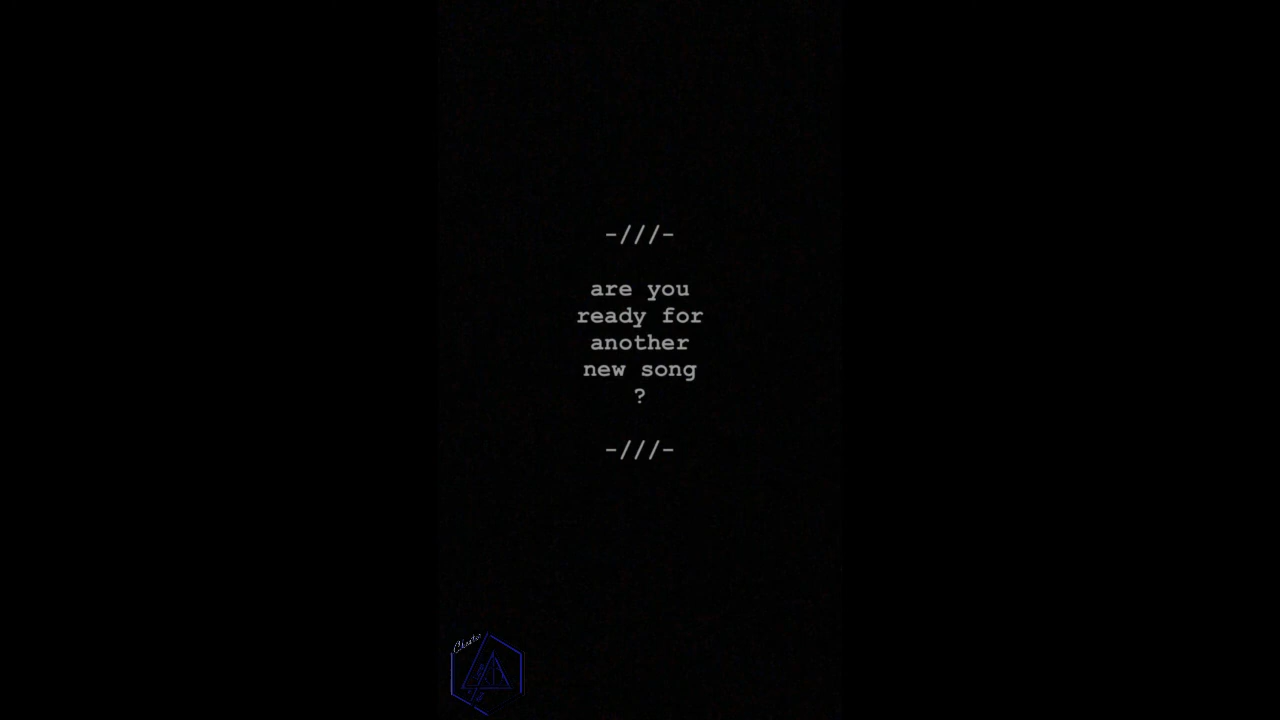 -///-
are you
ready for
another
new song
?
-///-